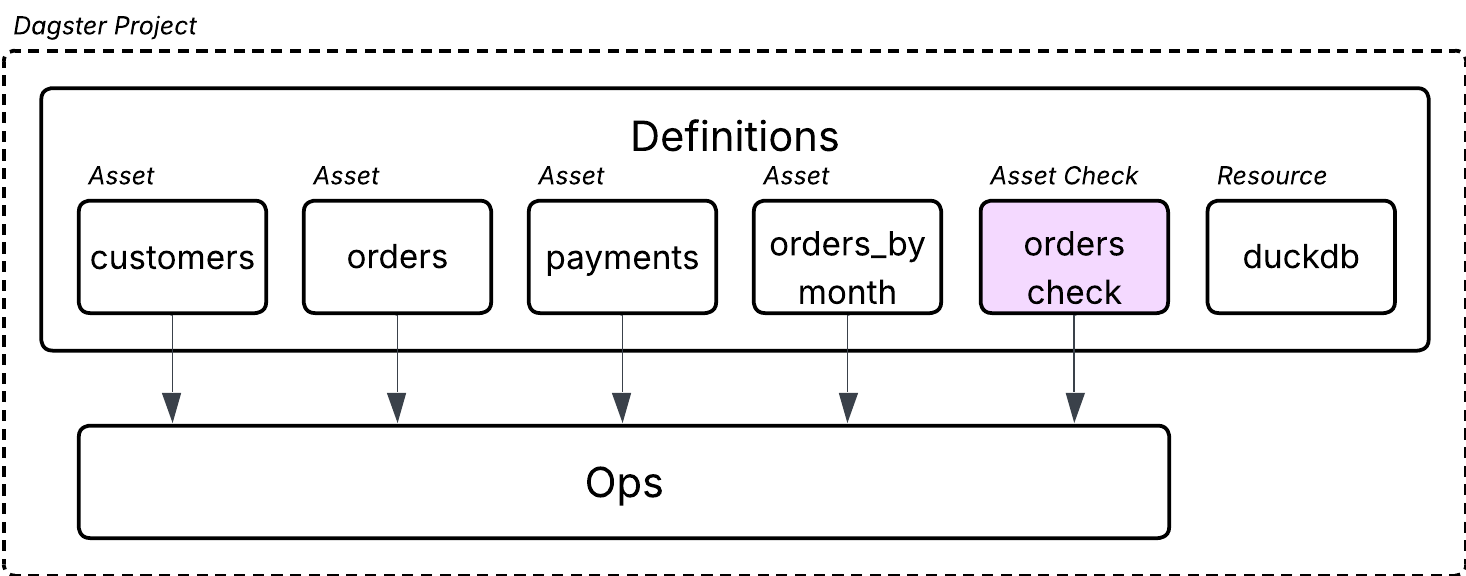 Dagster Project
Definitions
Asset
Asset
Asset
Asset
Asset Check
Resource
customers
orders
payments
orders_by
month
orders
check
duckdb
Ops